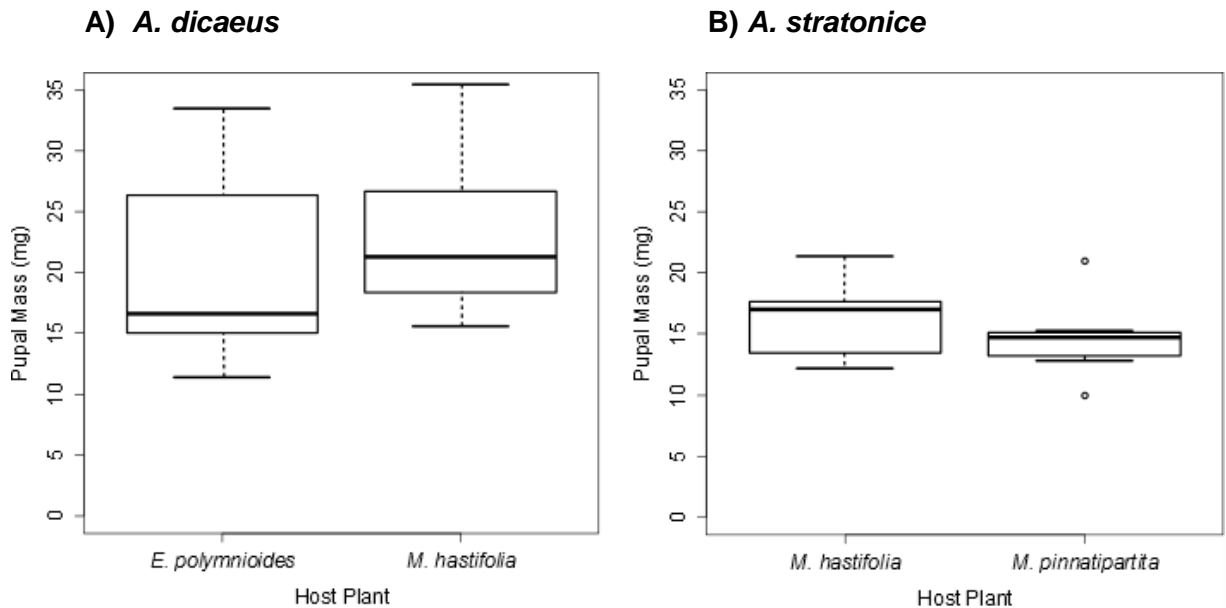 A) A. dicaeus
35
30
25
20
15
10
5
0
Pupal Mass (mg)
E. polymnioides M. hastifolia
Host Plant
B) A. stratonice
35
30
25
20
15
10
5
0
Pupal Mass (mg)
M. hastifolia M. pinnatipartita
Host Plant